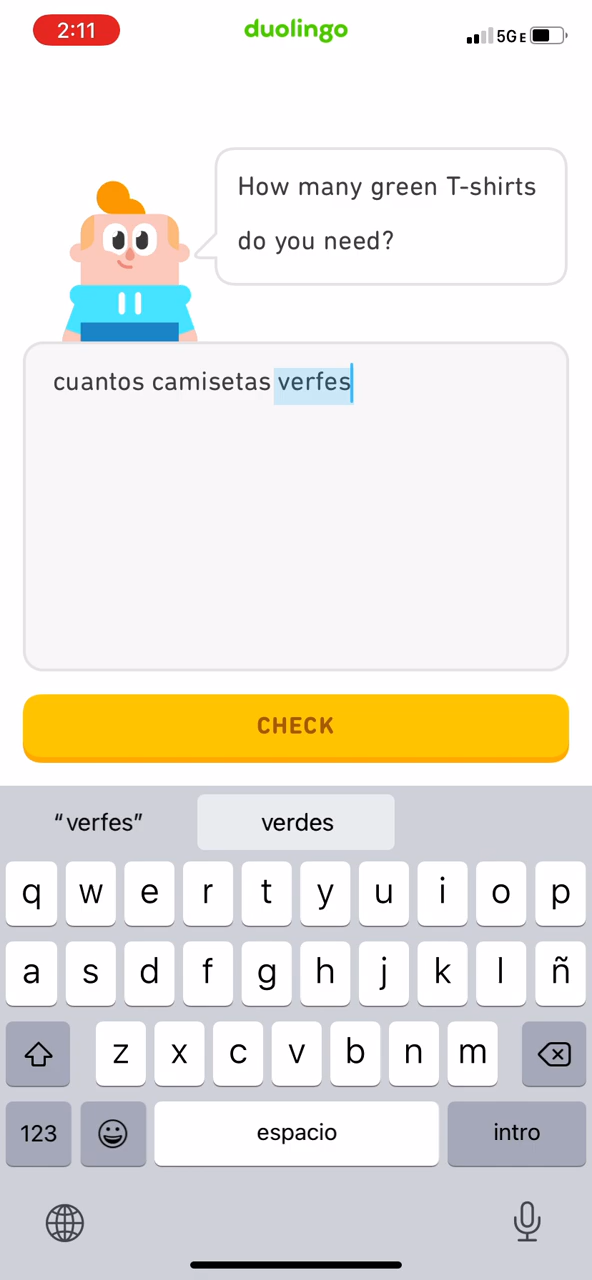 2:11
duolingo
5GE
How many green T-shirts
do you need?
cuantos camisetas verfes
CHECK
“verfes”
verdes
q w e r t y u i o p
a s d f g h j k l ñ
z x c v b n m
123
espacio
intro